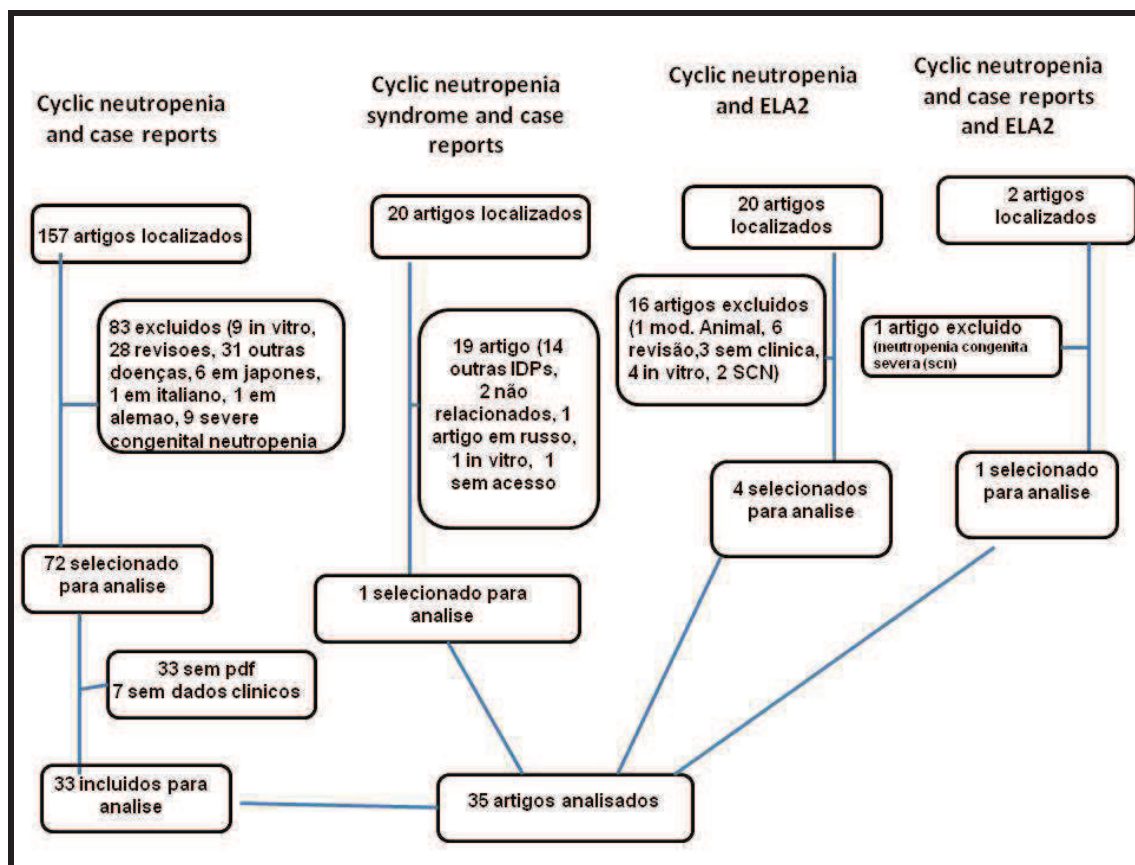 Cyclic neutropenia
and case reports
Cyclic neutropenia
syndrome and case
reports
Cyclic neutropenia
and ELA2
Cyclic neutropenia
and case reports
and ELA2
157 artigos localizados
20 artigos localizados
20 artigos
localizados
2 artigos
localizados
83 excluidos (9 in vitro,
28 revisoes, 31 outras
doenças, 6 em japones,
1 em italiano, 1 em
alemao, 9 severe
congenital neutropenia
19 artigo (14
outras IDPs,
2 não
relacionados, 1
artigo em russo,
1 in vitro, 1
sem acesso
16 artigos excluidos
(1 mod. Animal, 6
revisão,3 sem clinica,
4 in vitro, 2 SCN)
1 artigo excluido
(neutropenia congenita
severa (scn)
72 selecionado
para analise
1 selecionado para
analise
4 selecionados
para analise
1 selecionado
para analise
33 sem pdf
7 sem dados clinicos
33 incluidos para
analise
35 artigos analisados